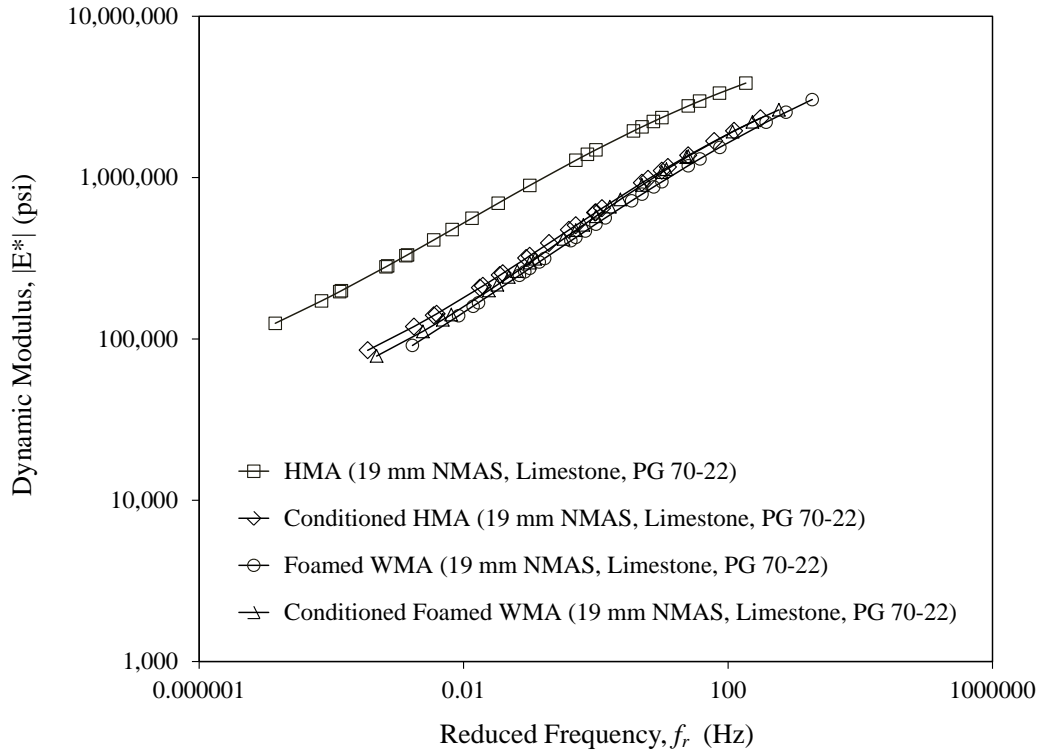 10,000,000
1,000,000
100,000
10,000
1,000
Dynamic Modulus, |E*| (psi)
HMA (19 mm NMAS, Limestone, PG 70-22)
Conditioned HMA (19 mm NMAS, Limestone, PG 70-22)
Foamed WMA (19 mm NMAS, Limestone, PG 70-22)
Conditioned Foamed WMA (19 mm NMAS, Limestone, PG 70-22)
0.000001 0.01 100 1000000
Reduced Frequency, fr (Hz)